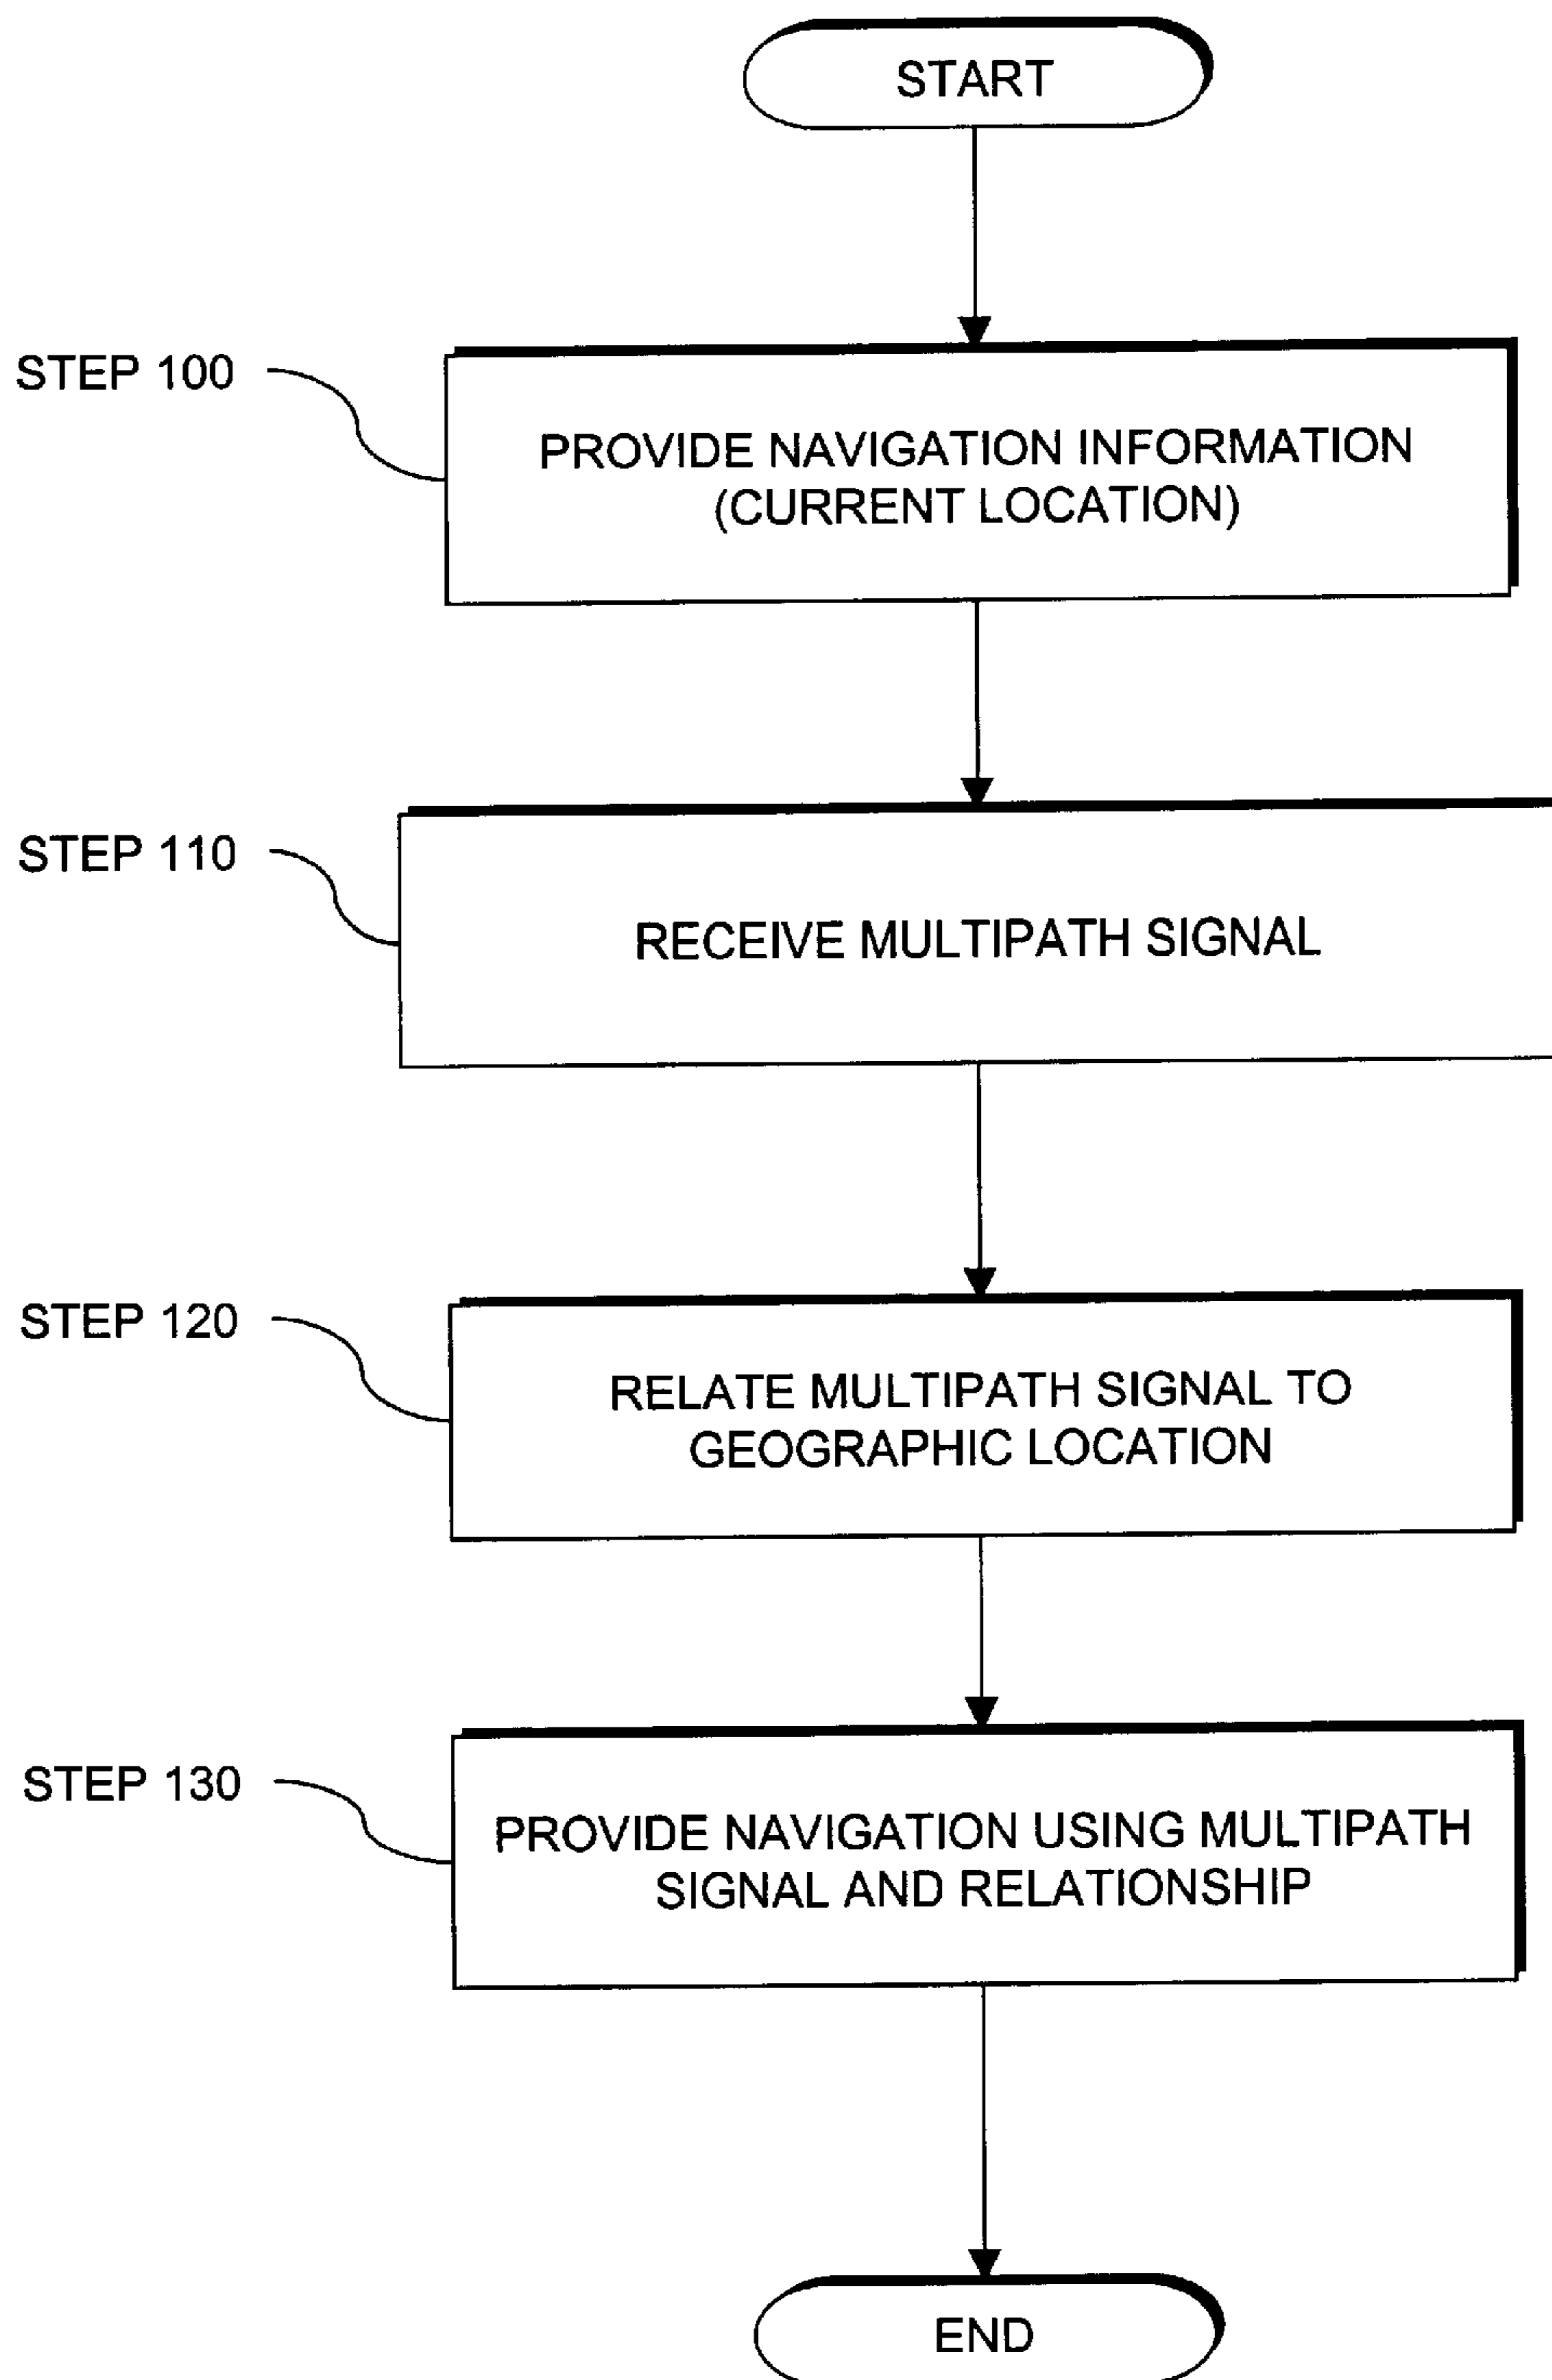 START
STEP 100
PROVIDE NAVIGATION INFORMATION
(CURRENT LOCATION)
STEP 110
RECEIVE MULTIPATH SIGNAL
STEP 120
RELATE MULTIPATH SIGNAL TO
GEOGRAPHIC LOCATION
STEP 130
PROVIDE NAVIGATION USING MULTIPATH
SIGNAL AND RELATIONSHIP
END